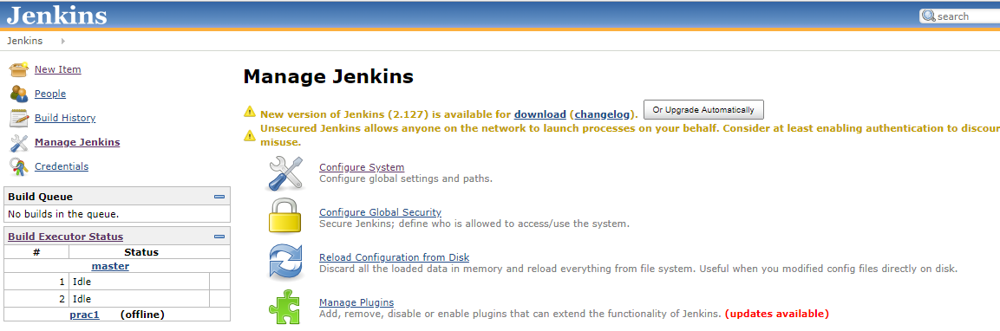 Jenkins
search
Jenkins
New Item
People
Build History
Manage Jenkins
Credentials
Build Queue
No builds in the queue.
Build Executor Status
# Status
master
1 Idle
2 Idle
prac1 (offline)
Manage Jenkins
New version of Jenkins (2.127) is available for download (changelog). Or Upgrade Automatically
Unsecured Jenkins allows anyone on the network to launch processes on your behalf. Consider at least enabling authentication to discour
misuse.
Configure System
Configure global settings and paths.
Configure Global Security
Secure Jenkins; define who is allowed to access/use the system.
Reload Configuration from Disk
Discard all the loaded data in memory and reload everything from file system. Useful when you modified config files directly on disk.
Manage Plugins
Add, remove, disable or enable plugins that can extend the functionality of Jenkins. (updates available)